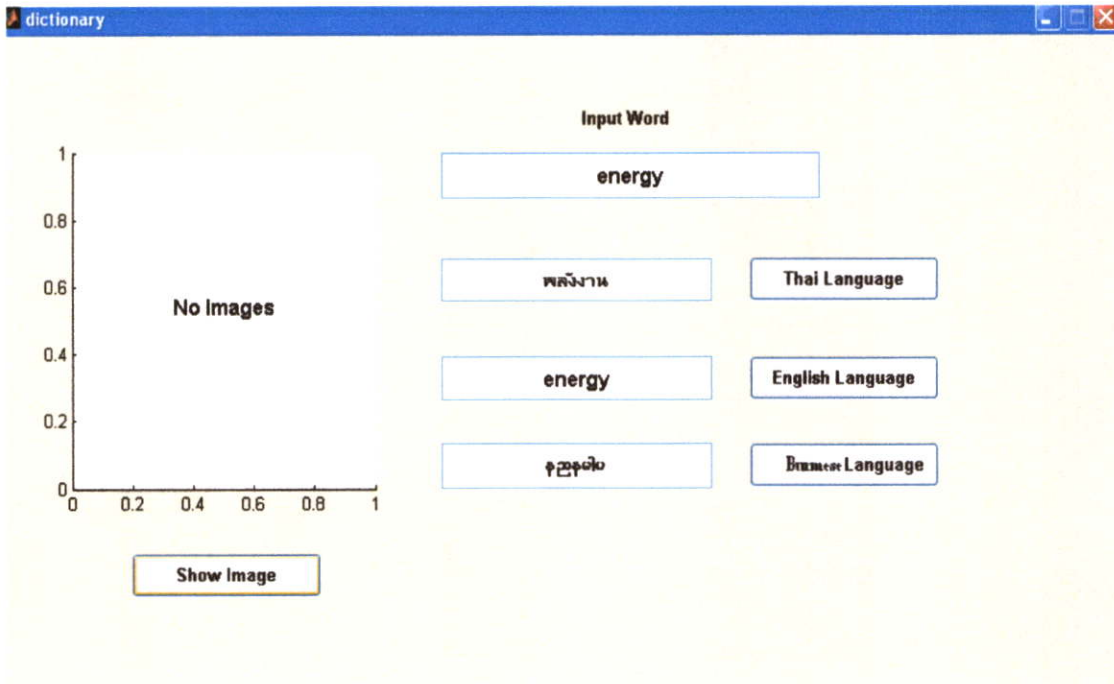 dictionary
Input Word
energy
พลังงาน
Thai Language
energy
English Language
Burmese Language
No Images
1
0.8
0.6
0.4
0.2
0
0 0.2 0.4 0.6 0.8 1
Show Image